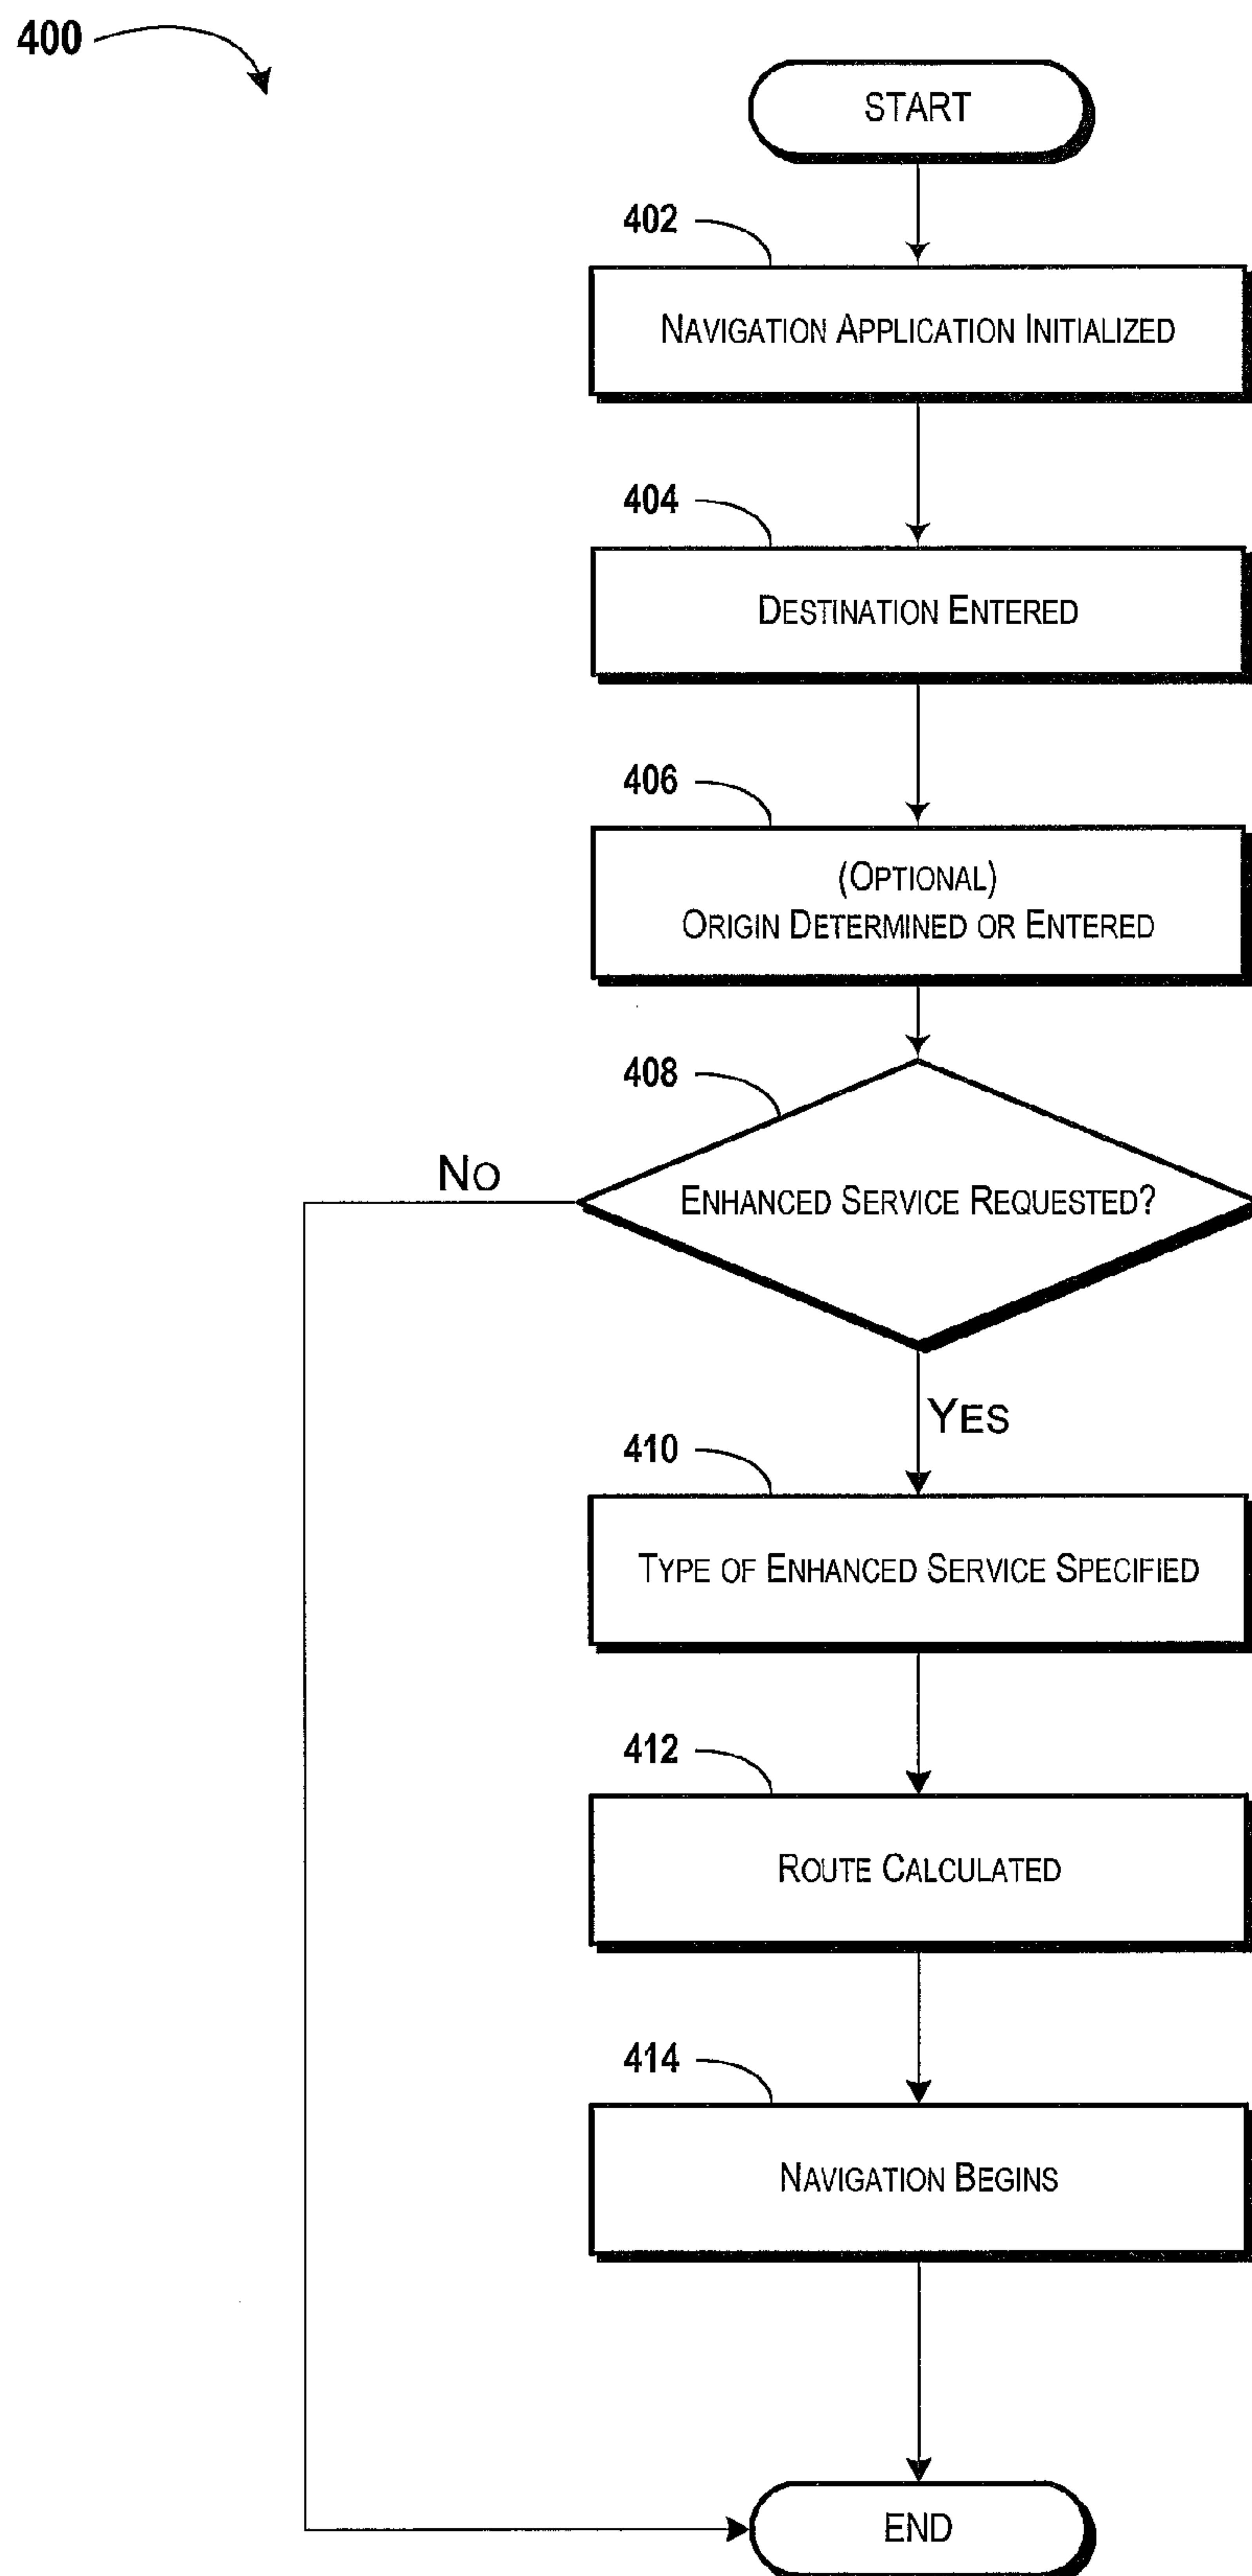 400
START
402
NAVIGATION APPLICATION INITIALIZED
404
DESTINATION ENTERED
406
(OPTIONAL)
ORIGIN DETERMINED OR ENTERED
408
NO
ENHANCED SERVICE REQUESTED?
YES
410
TYPE OF ENHANCED SERVICE SPECIFIED
412
ROUTE CALCULATED
414
NAVIGATION BEGINS
END